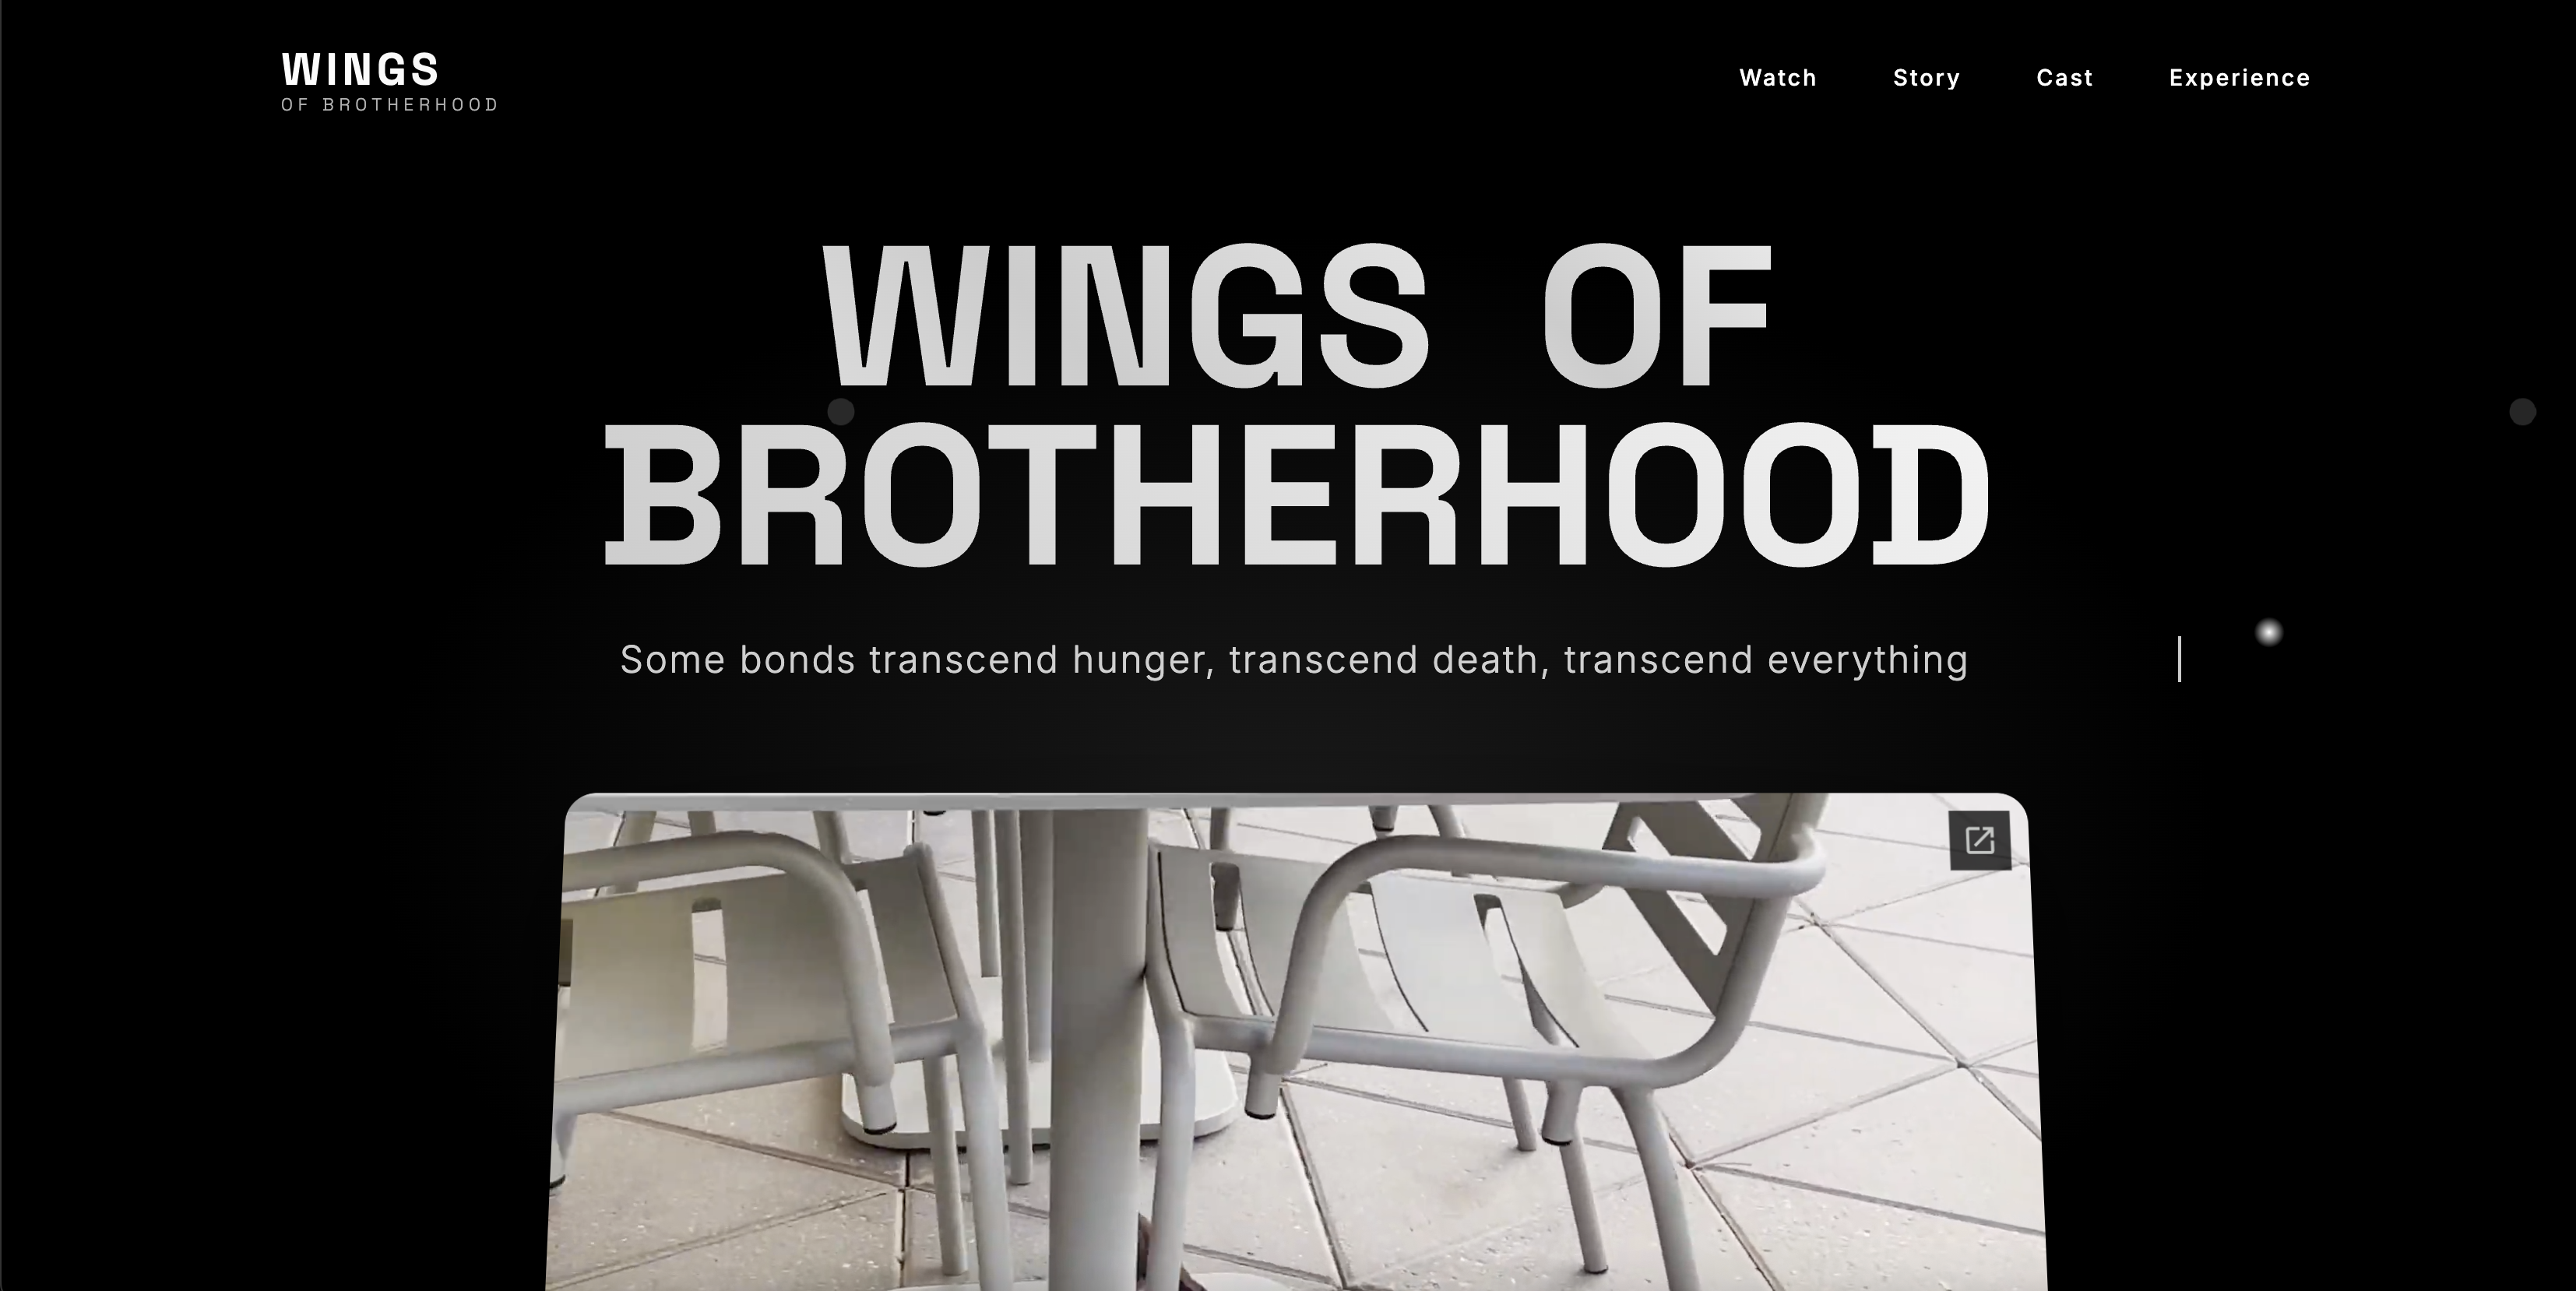 WINGS
OF BROTHERHOOD
Watch
Story
Cast
Experience
WINGS OF
BROTHERHOOD
Some bonds transcend hunger, transcend death, transcend everything